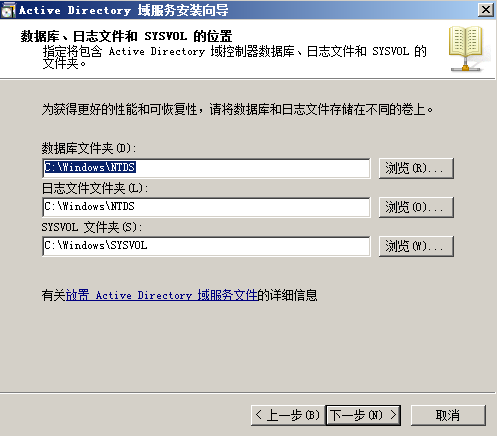 Active Directory 域服务安装向导
数据库、日志文件和 SYSVOL 的位置
指定将包含 Active Directory 域控制器数据库、日志文件和 SYSVOL 的
文件夹。
为获得更好的性能和可恢复性，请将数据库和日志文件存储在不同的卷上。
数据库文件夹(D):
C:\Windows\NTDS
浏览(R)...
日志文件文件夹(L):
C:\Windows\NTDS
浏览(O)...
SYSVOL 文件夹(S):
C:\Windows\SYSVOL
浏览(W)...
有关放置 Active Directory 域服务文件的详细信息
< 上一步(B) 下一步(N) > 取消